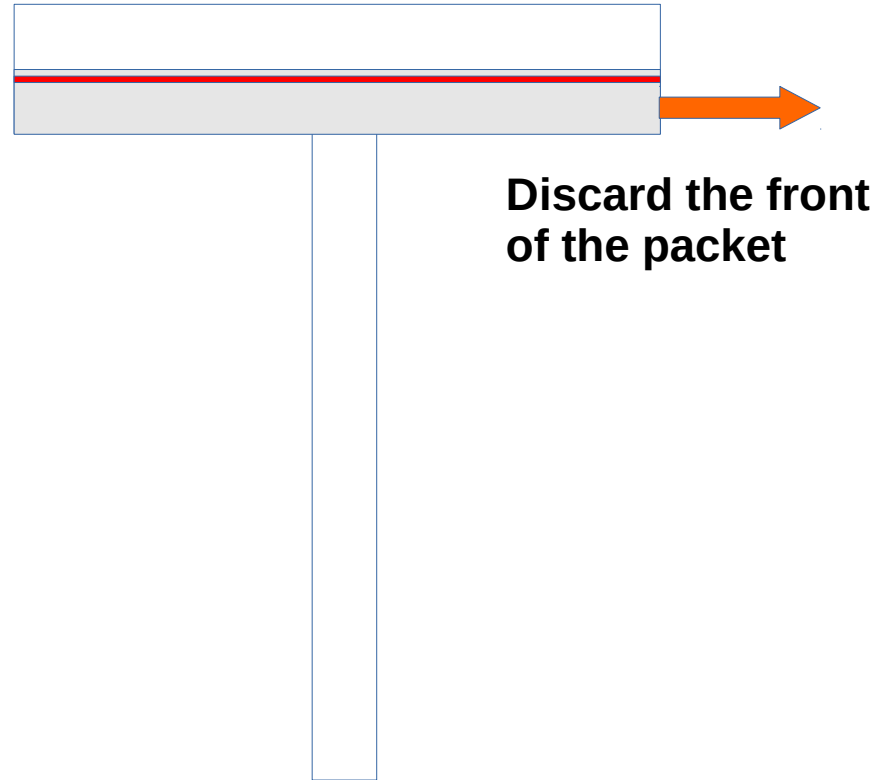 Discard the front
of the packet